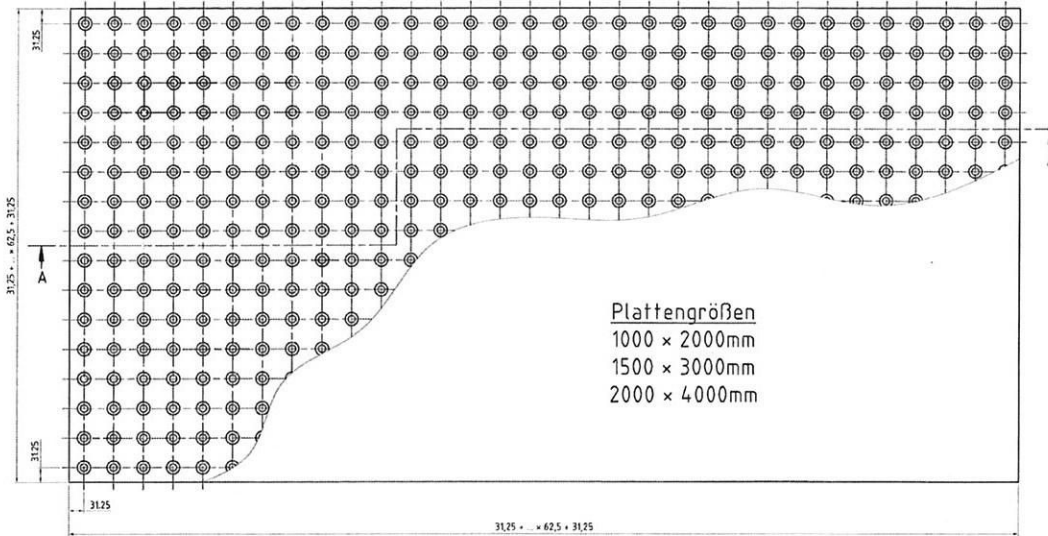 31.25
31,25 + ... × 62,5 + 31,25
A
Plattengrößen
1000 × 2000mm
1500 × 3000mm
2000 × 4000mm
31.25
31.25
31,25 + ... × 62,5 + 31,25